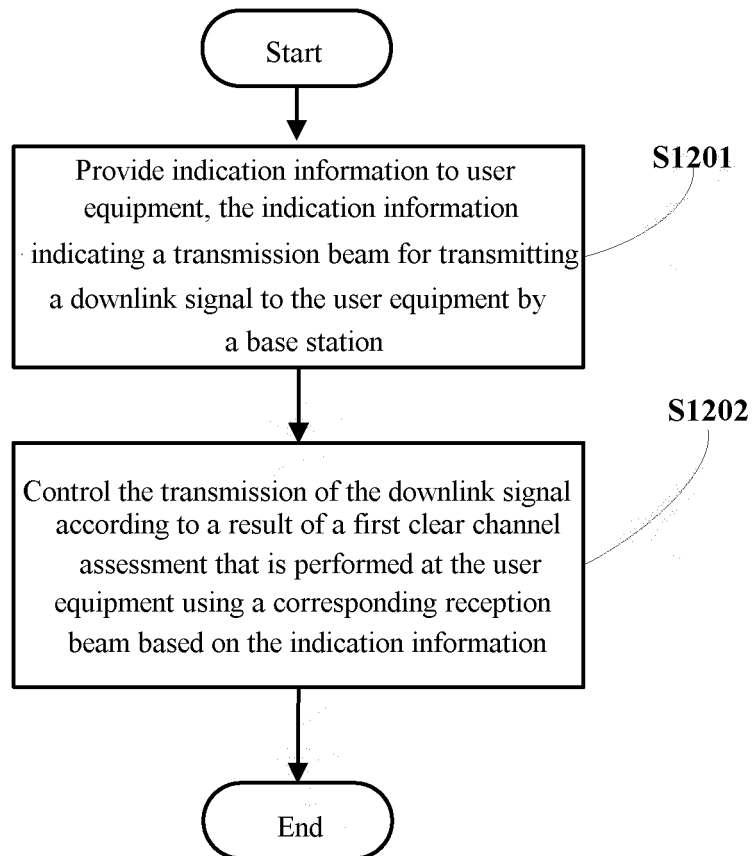 Start
Provide indication information to user
equipment, the indication information
indicating a transmission beam for transmitting
a downlink signal to the user equipment by
a base station
S1201
Control the transmission of the downlink signal
according to a result of a first clear channel
assessment that is performed at the user
equipment using a corresponding reception
beam based on the indication information
S1202
End